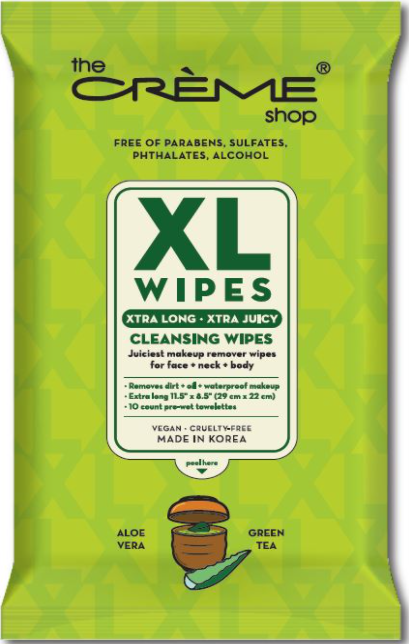 the
CRÈME®
shop
FREE OF PARABENS, SULFATES,
PHTHALATES, ALCOHOL
XL
WIPES
XTRA LONG · XTRA JUICY
CLEANSING WIPES
Juiciest makeup remover wipes
for face + neck + body
· Removes dirt + oil + waterproof makeup
· Extra long 11.5" x 8.5" (29 cm x 22 cm)
· 10 count pre-wet towelettes
VEGAN · CRUELTY-FREE
MADE IN KOREA
peel here
ALOE
VERA
GREEN
TEA